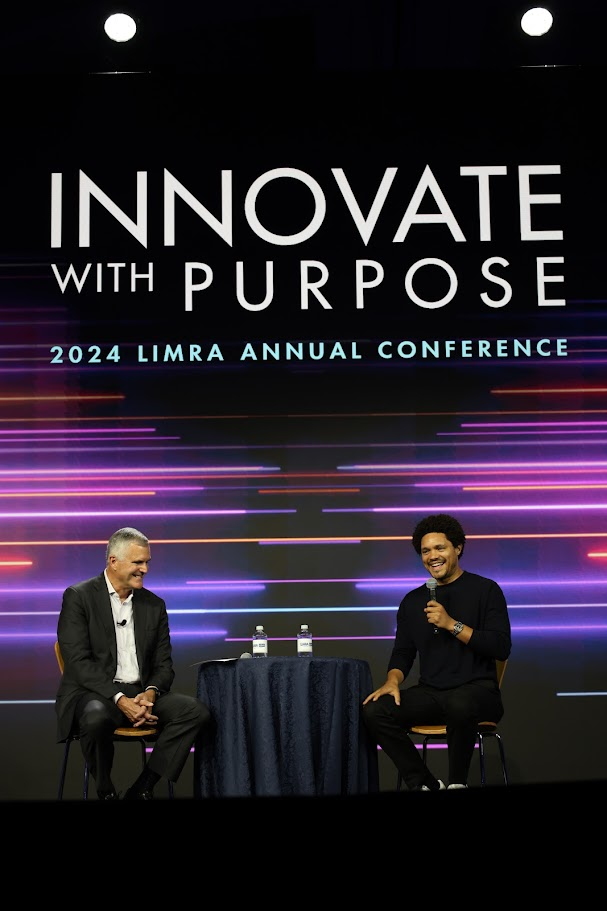 INNOVATE
WITH PURPOSE
2024 LIMRA ANNUAL CONFERENCE